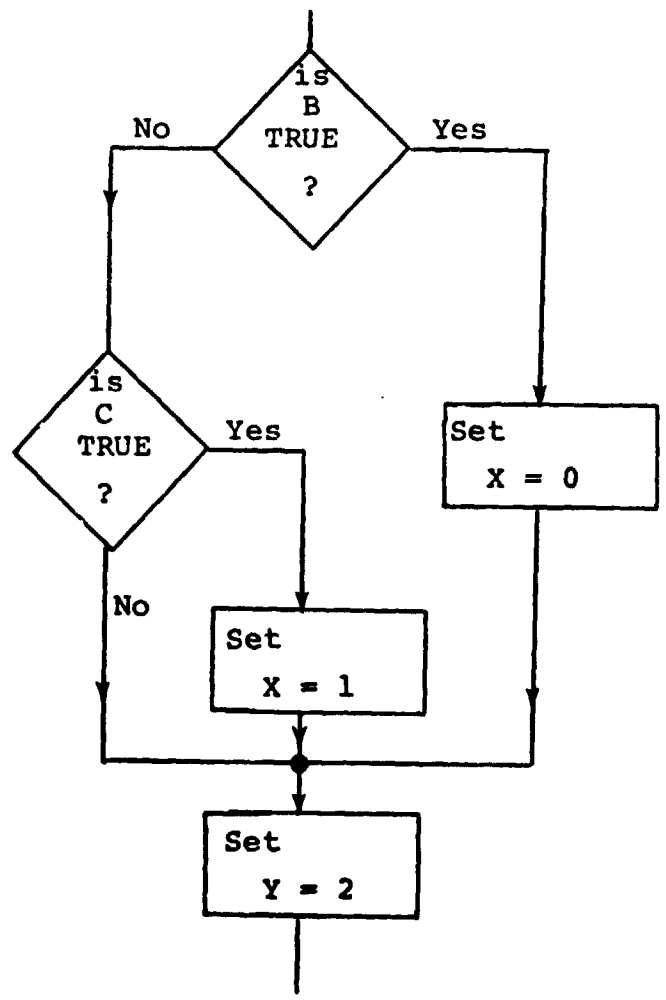 is
B
TRUE
?
No
Yes
is
C
TRUE
?
Yes
No
Set
X = 0
Set
X = 1
Set
Y = 2